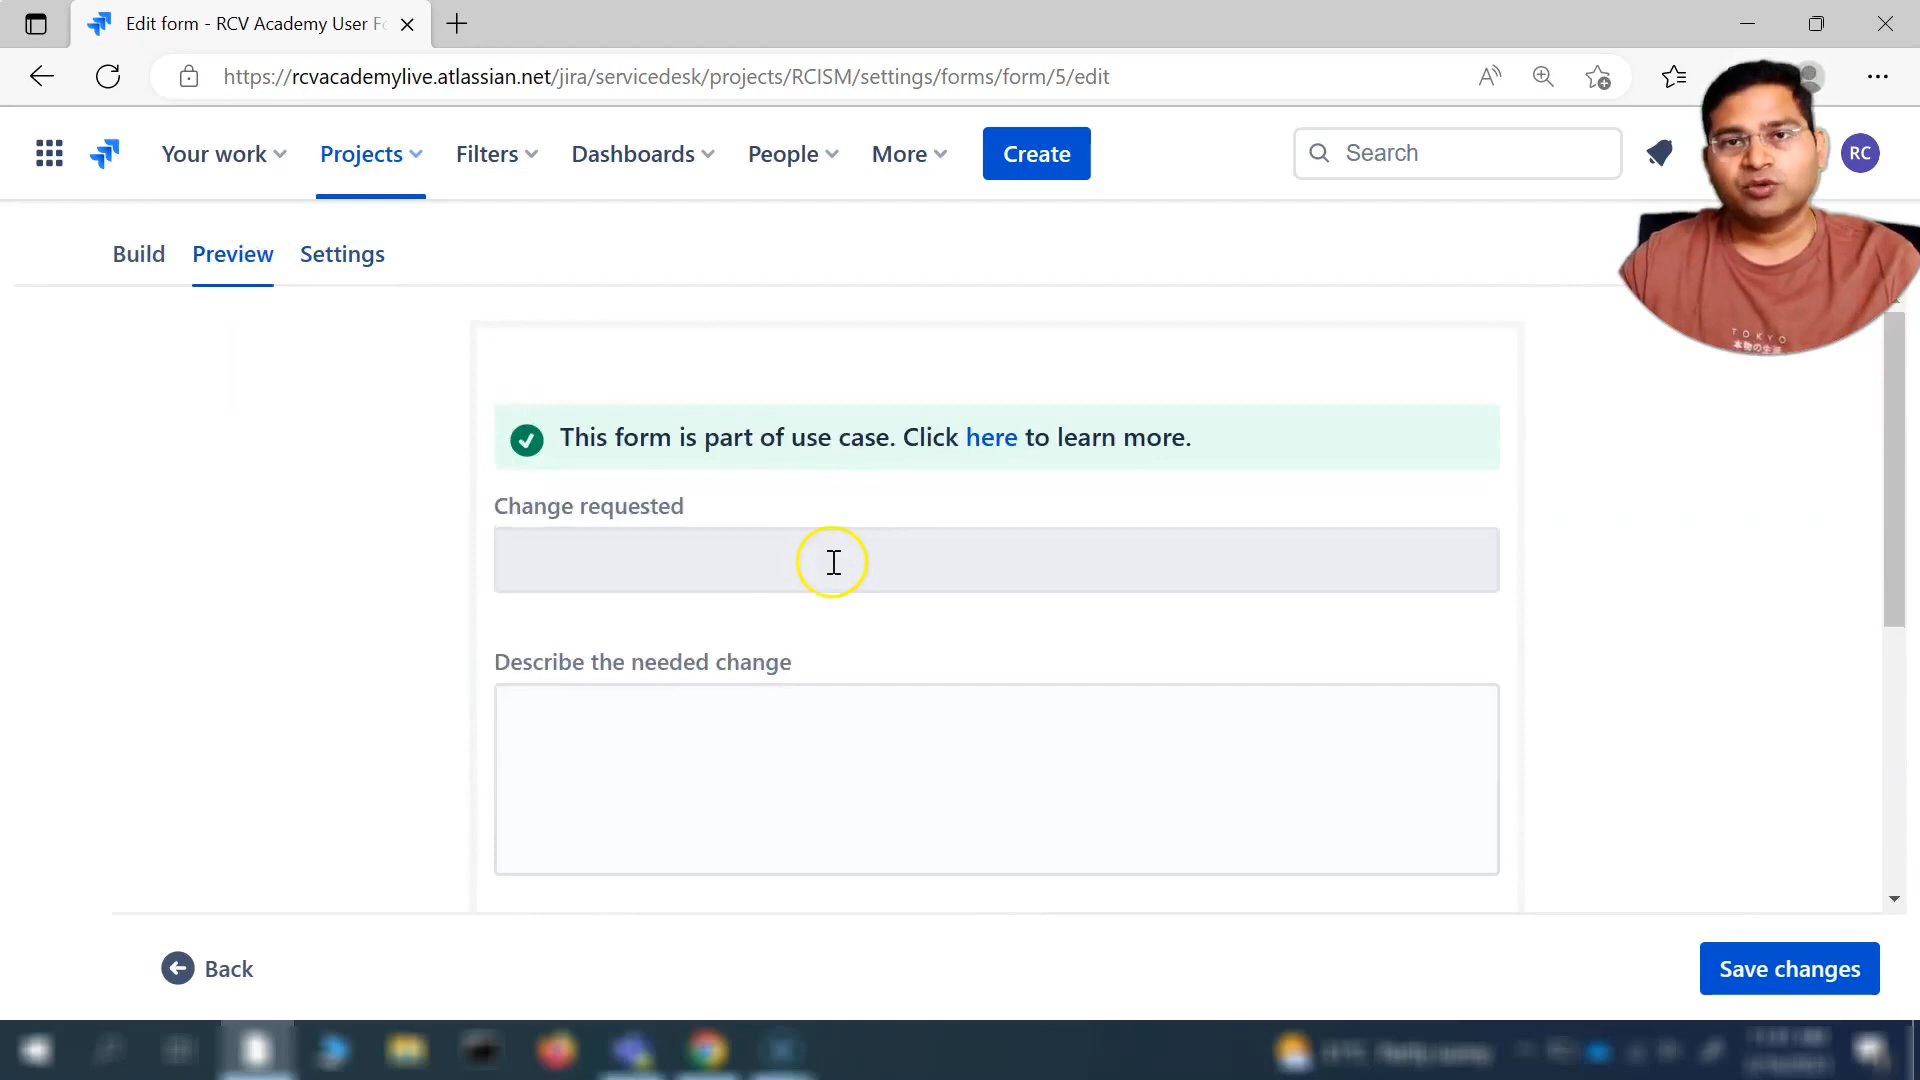 Edit form - RCV Academy User Fo
https://rcvacademylive.atlassian.net/jira/servicedesk/projects/RCISM/settings/forms/form/5/edit
Your work
Projects
Filters
Dashboards
People
More
Create
Search
RC
Build
Preview
Settings
TOKYO
This form is part of use case. Click here to learn more.
Change requested
Describe the needed change
Back
Save changes